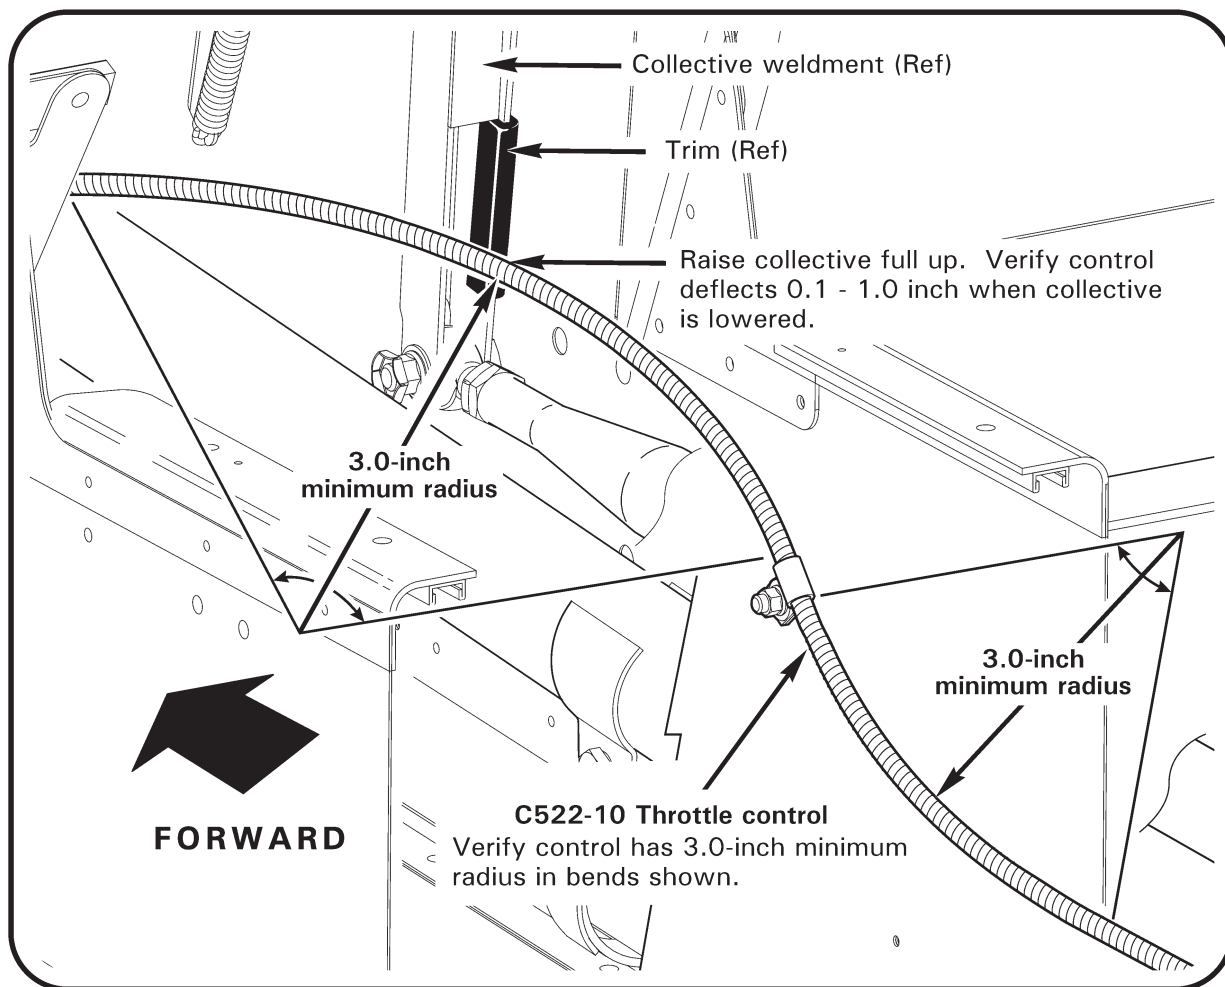 Collective weldment (Ref)
Trim (Ref)
Raise collective full up.  Verify control
deflects 0.1 - 1.0 inch when collective
is lowered.
3.0-inch
minimum radius
3.0-inch
minimum radius
C522-10 Throttle control
Verify control has 3.0-inch minimum
radius in bends shown.
FORWARD